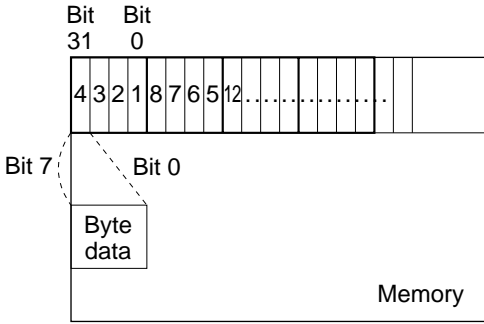 Bit Bit
31 0
4 3 2 1 8 7 6 5 12......................
Bit 7 Bit 0
Byte
data
Memory